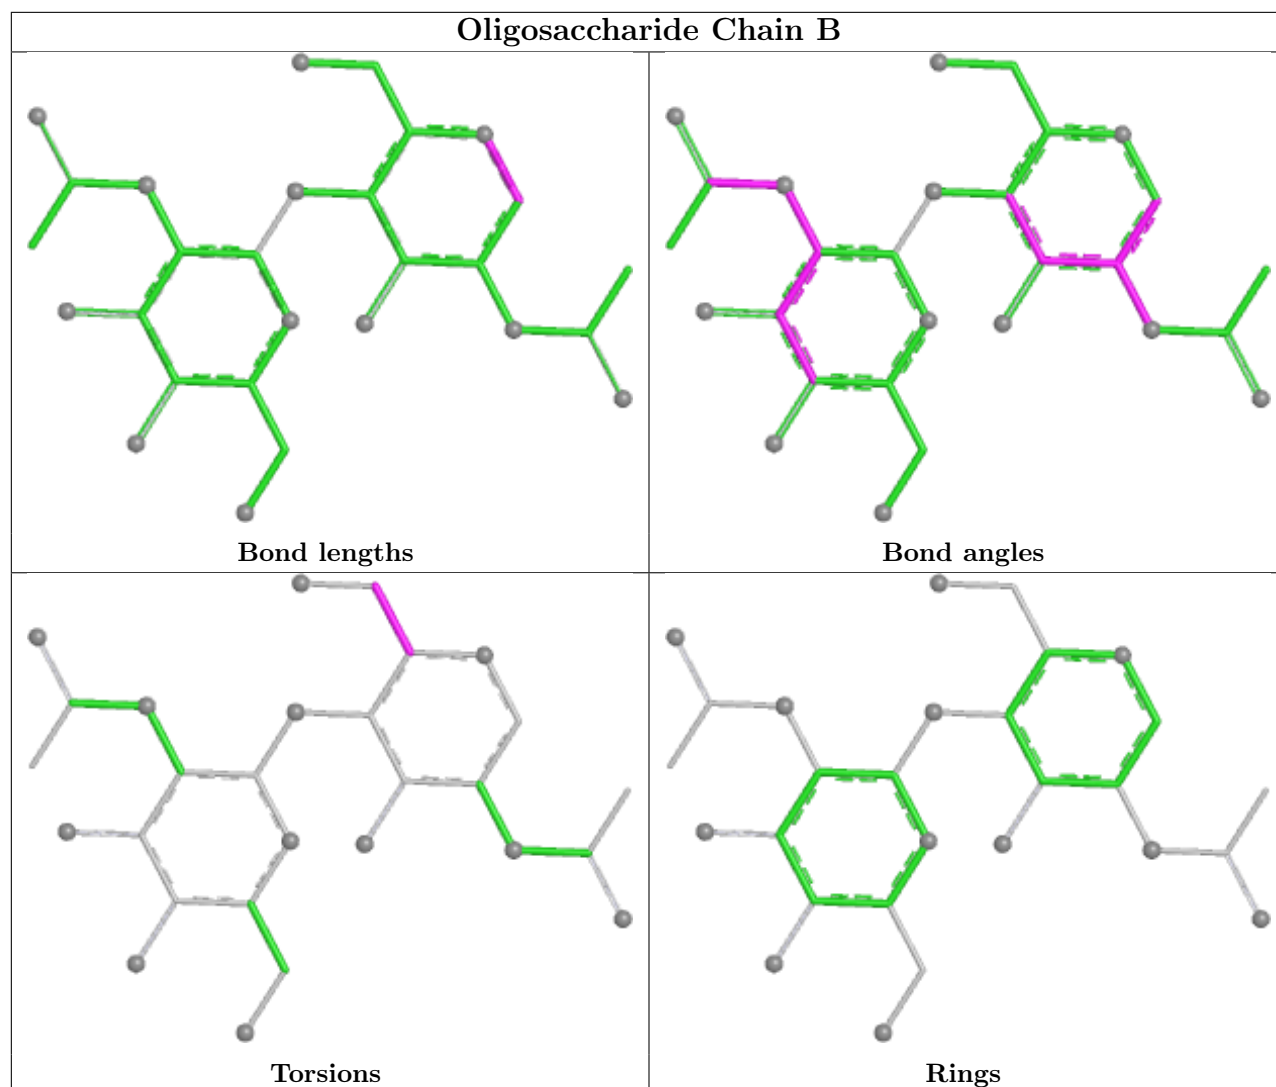 Oligosaccharide Chain B
Bond lengths
Bond angles
Torsions
Rings